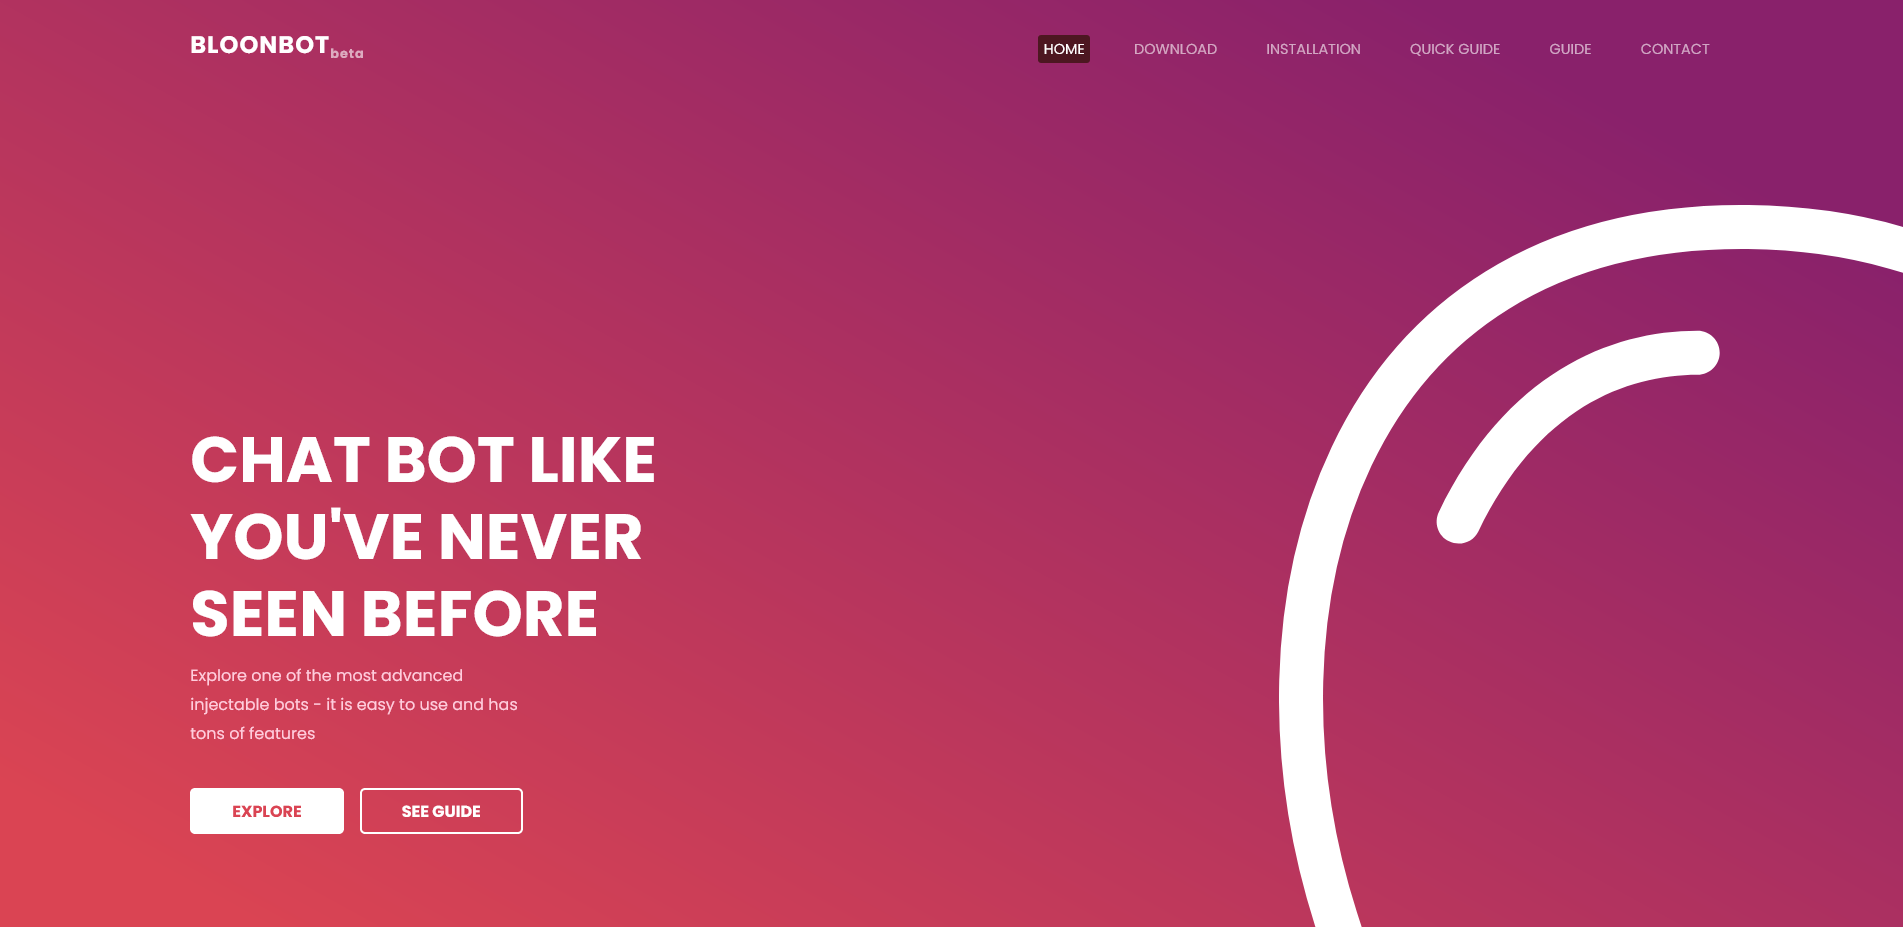 BLOONBOT beta
HOME DOWNLOAD INSTALLATION QUICK GUIDE GUIDE CONTACT
CHAT BOT LIKE
YOU'VE NEVER
SEEN BEFORE
Explore one of the most advanced
injectable bots - it is easy to use and has
tons of features
EXPLORE SEE GUIDE